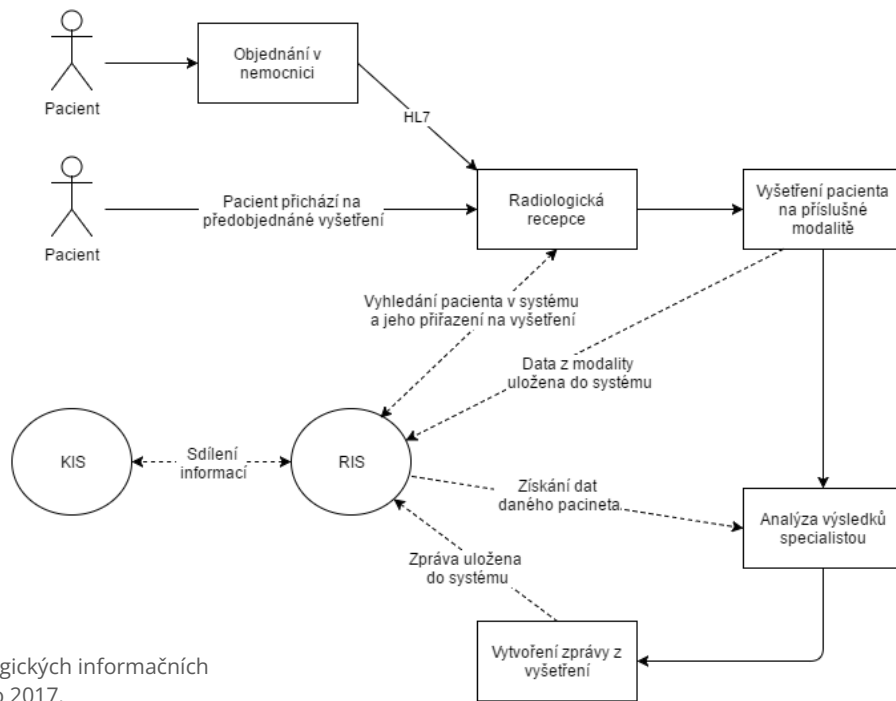 Pacient
Objednání v
nemocnici
HL7
Pacient
Pacient přichází na
předobjednáné vyšetření
Radiologická
recepce
Vyšetření pacienta
na příslušné
modalitě
Vyhledání pacienta v systému
a jeho přiřazení na vyšetření
Data z modality
uložena do systému
KIS
Sdílení
informací
RIS
Získání dat
daného pacineta
Analýza výsledků
specialistou
Zpráva uložena
do systému
Vytvoření zprávy z
vyšetření
gických informačních
2017.